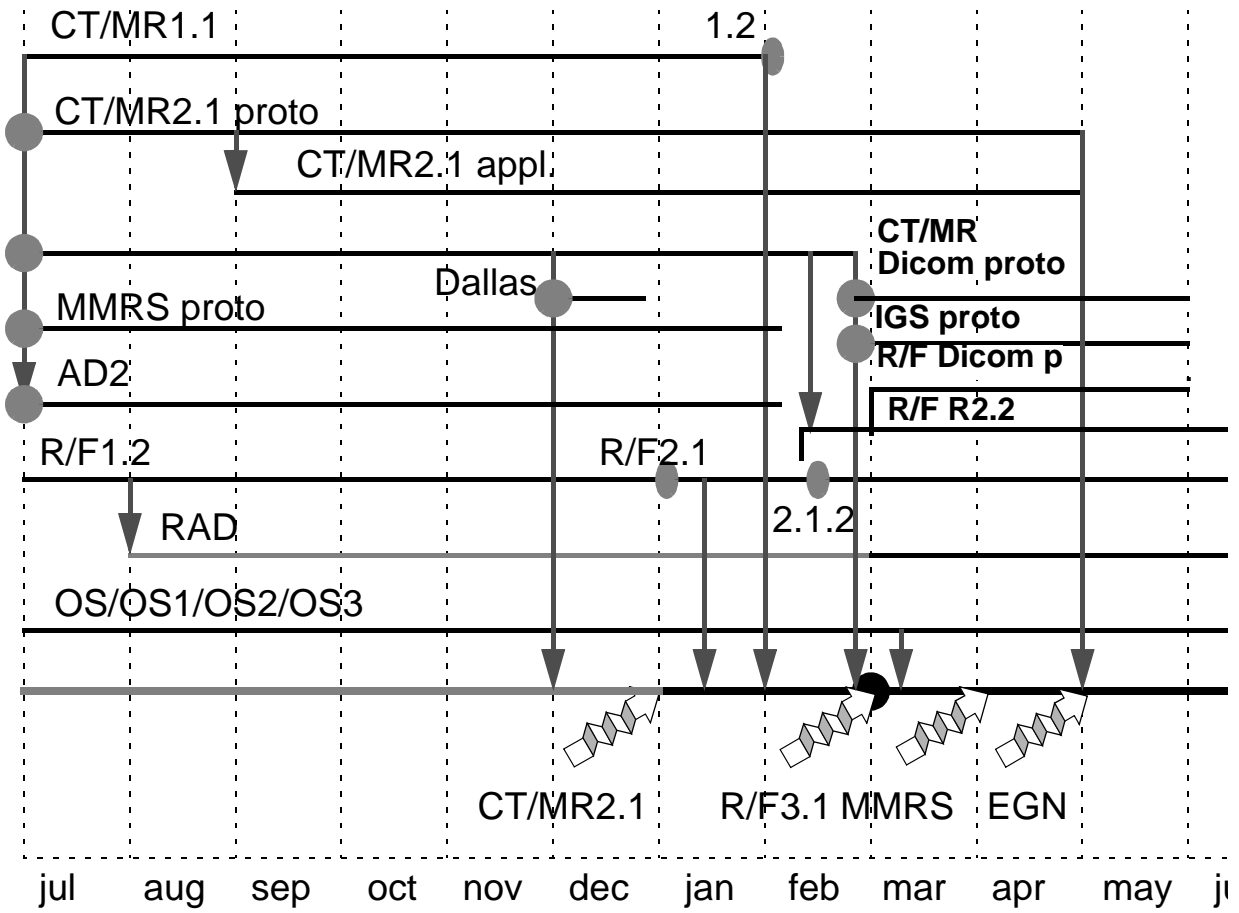 CT/MR1.1
1.2
CT/MR2.1 proto
CT/MR2.1 appl.
CT/MR
Dicom proto
Dallas
MMRS proto
IGS proto
R/F Dicom p
AD2
R/F R2.2
R/F1.2
R/F2.1
2.1.2
RAD
OS/OS1/OS2/OS3
CT/MR2.1
R/F3.1 MMRS
EGN
jul aug sep oct nov dec jan feb mar apr may